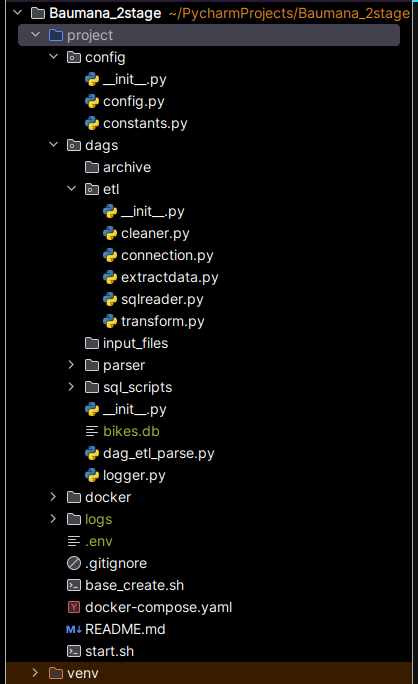 Baumana_2stage ~/PycharmProjects/Baumana_2stage
project
config
__init__.py
config.py
constants.py
dags
archive
etl
__init__.py
cleaner.py
connection.py
extractdata.py
sqlreader.py
transform.py
input_files
parser
sql_scripts
__init__.py
bikes.db
dag_etl_parse.py
logger.py
docker
logs
.env
.gitignore
base_create.sh
Y docker-compose.yaml
M↓ README.md
start.sh
venv